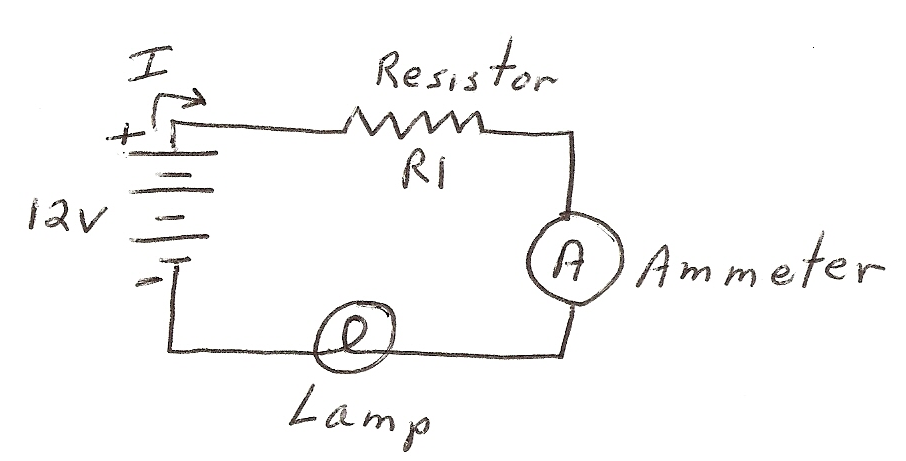 I
Resistor
+
R1
12V
A
Ammeter
-
Lamp